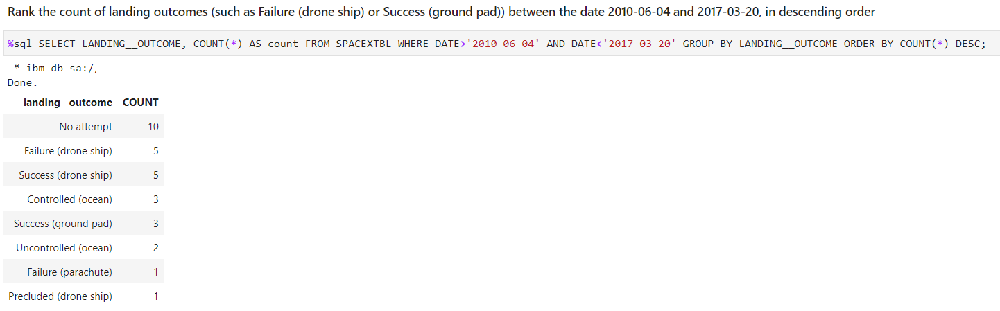 Rank the count of landing outcomes (such as Failure (drone ship) or Success (ground pad)) between the date 2010-06-04 and 2017-03-20, in descending order
%sql SELECT LANDING__OUTCOME, COUNT(*) AS count FROM SPACEXTBL WHERE DATE>'2010-06-04' AND DATE<'2017-03-20' GROUP BY LANDING__OUTCOME ORDER BY COUNT(*) DESC;
* ibm_db_sa:/.
Done.
landing__outcome COUNT
No attempt 10
Failure (drone ship) 5
Success (drone ship) 5
Controlled (ocean) 3
Success (ground pad) 3
Uncontrolled (ocean) 2
Failure (parachute) 1
Precluded (drone ship) 1